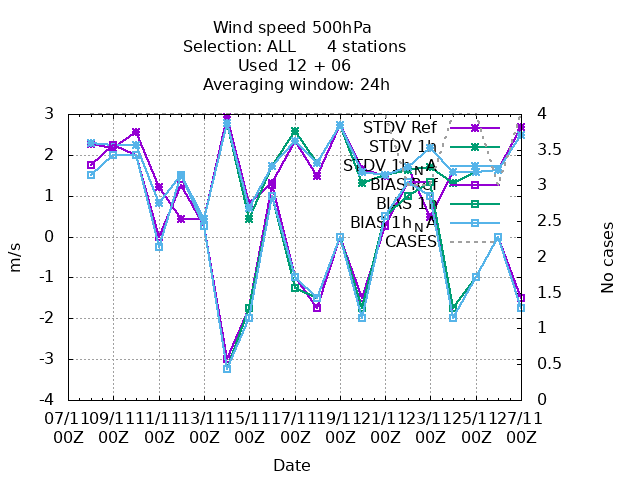 Wind speed 500hPa
Selection: ALL 4 stations
Used 12 + 06
Averaging window: 24h
STDV Ref
STDV 1h
STDV 1h_NA
BIAS Ref
BIAS 1h
BIAS 1h_NA
CASES
3
2
1
0
-1
-2
-3
-4
m/s
4
3.5
3
2.5
2
1.5
1
0.5
0
No cases
07/11 09/11 11/11 13/11 15/11 17/11 19/11 21/11 23/11 25/11 27/11
00Z 00Z 00Z 00Z 00Z 00Z 00Z 00Z 00Z 00Z 00Z
Date